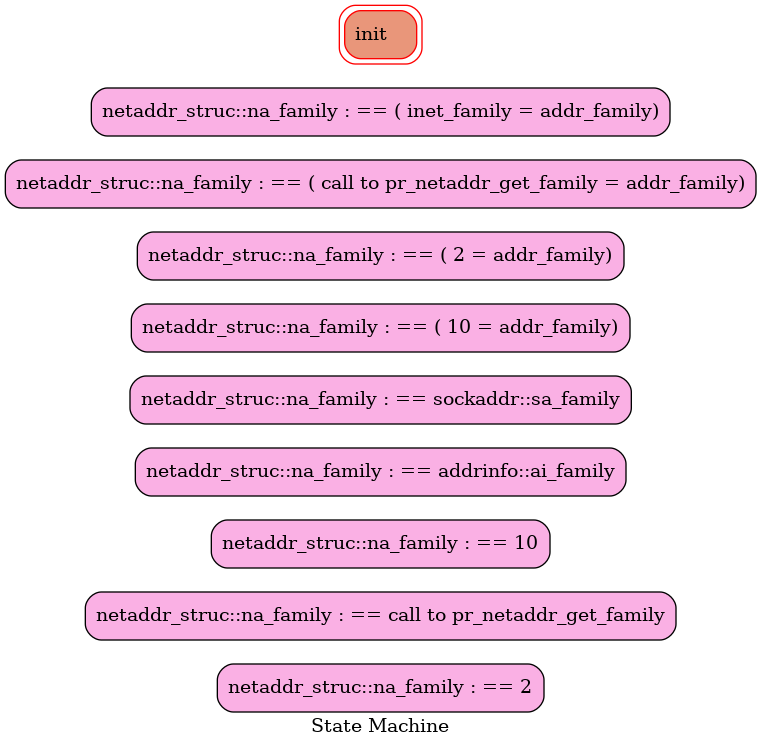 init
netaddr_struc::na_family : == ( inet_family = addr_family)
netaddr_struc::na_family : == ( call to pr_netaddr_get_family = addr_family)
netaddr_struc::na_family : == ( 2 = addr_family)
netaddr_struc::na_family : == ( 10 = addr_family)
netaddr_struc::na_family : == sockaddr::sa_family
netaddr_struc::na_family : == addrinfo::ai_family
netaddr_struc::na_family : == 10
netaddr_struc::na_family : == call to pr_netaddr_get_family
netaddr_struc::na_family : == 2
State Machine